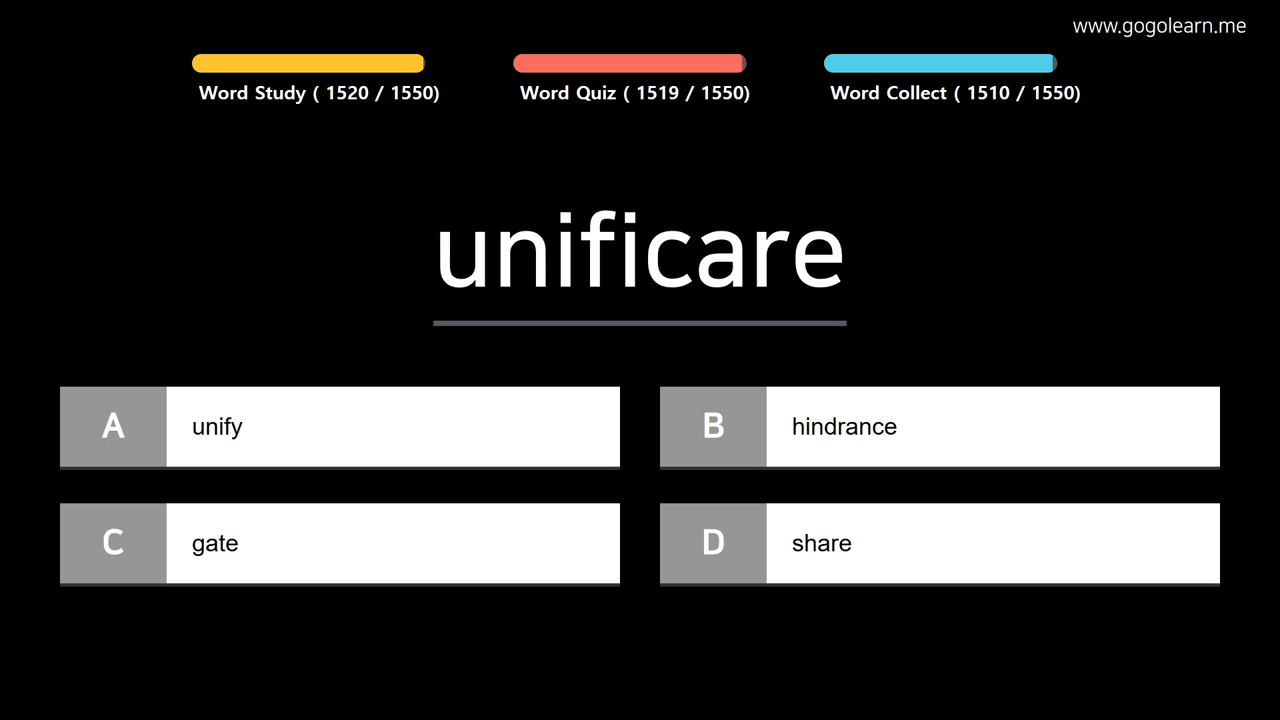 www.gogolearn.me
Word Study ( 1520 / 1550)
Word Quiz ( 1519 / 1550)
Word Collect ( 1510 / 1550)
unificare
A unify
B hindrance
C gate
D share